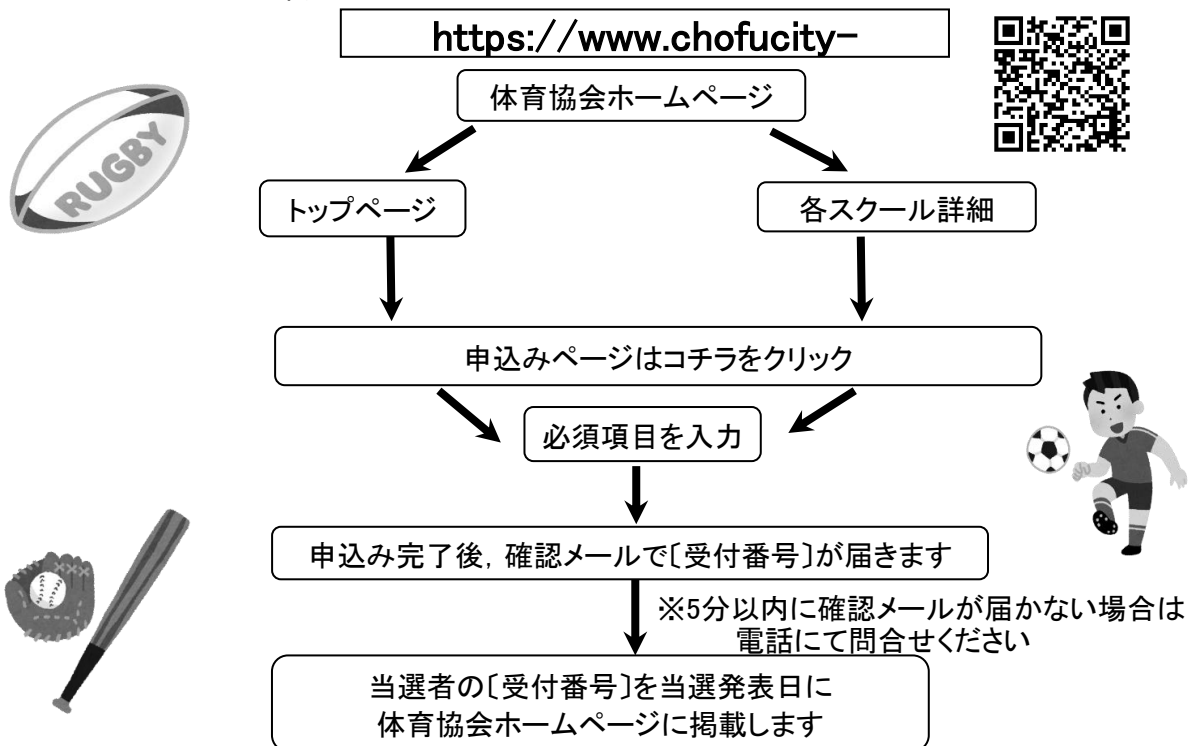 https://www.chofucity-
体育協会ホームページ
RUGBY
トップページ
各スクール詳細
申込みページはコチラをクリック
必須項目を入力
申込み完了後, 確認メールで〔受付番号〕が届きます
※5分以内に確認メールが届かない場合は
電話にて問合せください
当選者の〔受付番号〕を当選発表日に
体育協会ホームページに掲載します